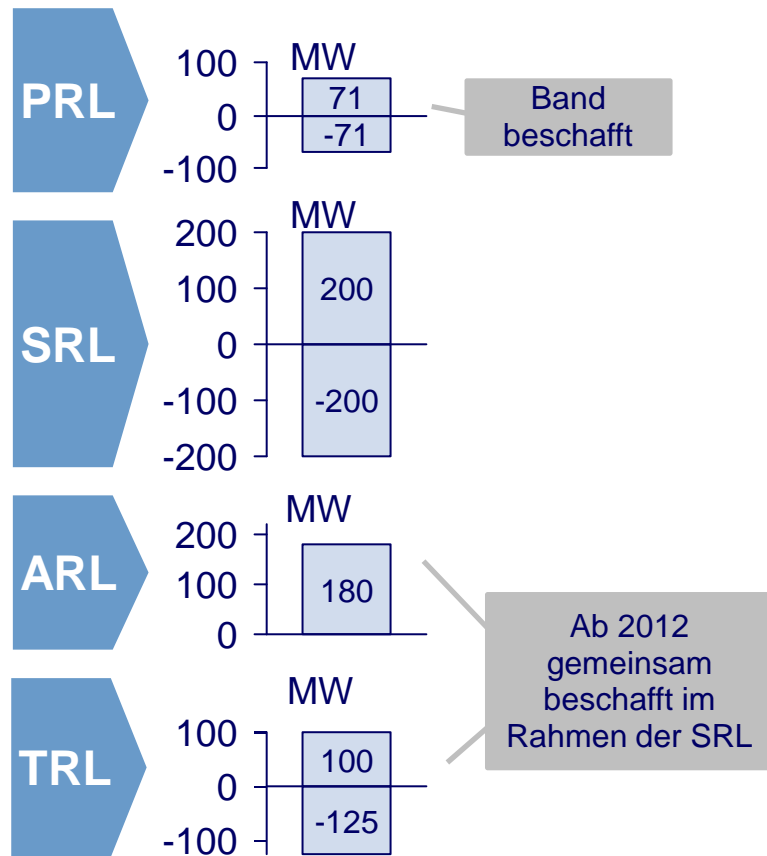 PRL
MW
100
0
-100
71
-71
Band
beschafft
SRL
MW
200
100
0
-100
-200
200
-200
ARL
MW
200
100
0
180
Ab 2012
gemeinsam
beschafft im
Rahmen der SRL
TRL
MW
100
0
-100
100
-125